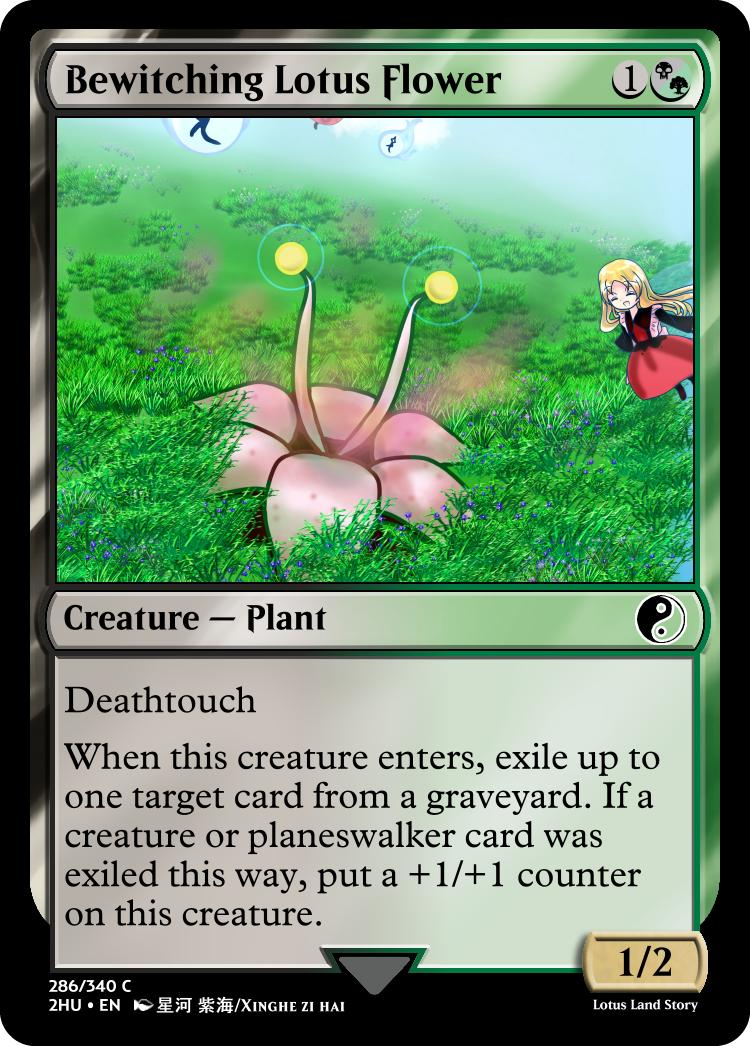 Bewitching Lotus Flower 1
Creature — Plant
Deathtouch
When this creature enters, exile up to
one target card from a graveyard. If a
creature or planeswalker card was
exiled this way, put a +1/+1 counter
on this creature.
1/2
286/340 C
2HU • EN 星河 紫海/Xinghe zi hai
Lotus Land Story